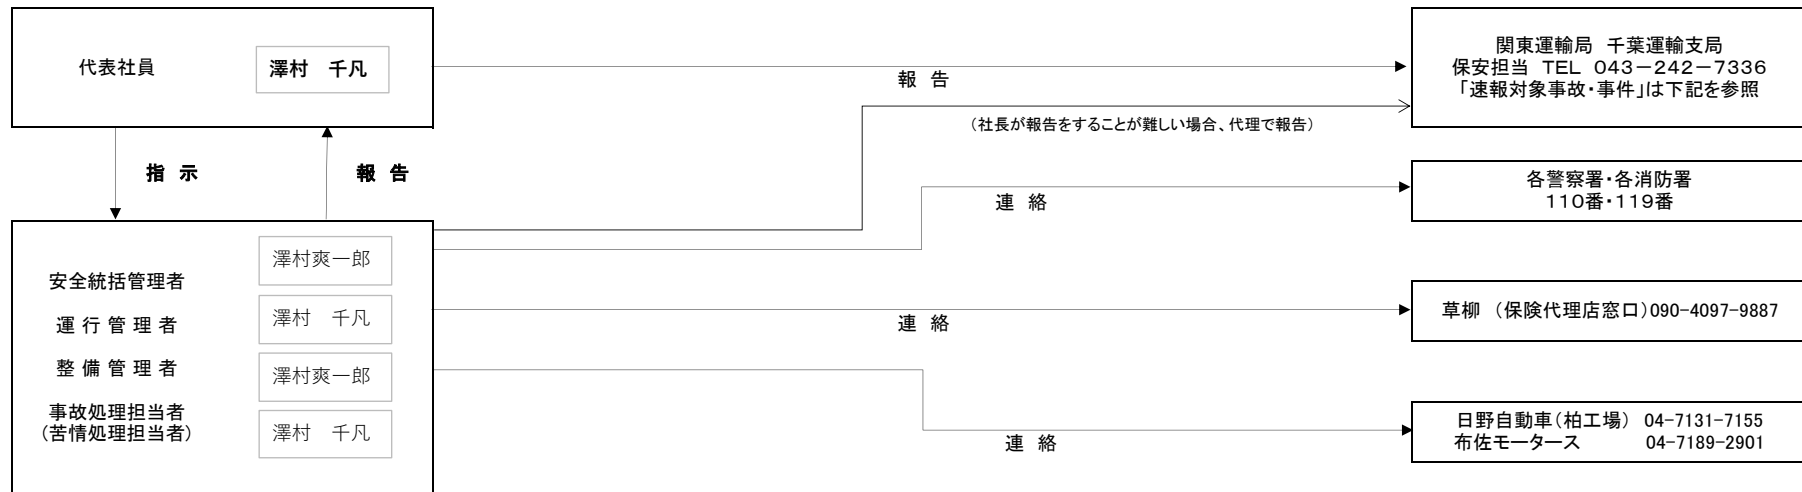 代表社員
澤村 千凡
報 告
関東運輸局 千葉運輸支局
保安担当 TEL 043-242-7336
「速報対象事故・事件」は下記を参照
(社長が報告をすることが難しい場合、代理で報告)
指 示
報 告
各警察署・各消防署
110番・119番
連 絡
安全統括管理者
澤村爽一郎
運 行 管 理 者
澤村 千凡
整 備 管 理 者
澤村爽一郎
事故処理担当者
(苦情処理担当者)
澤村 千凡
連 絡
草柳 (保険代理店窓口)090-4097-9887
連 絡
日野自動車(柏工場) 04-7131-7155
布佐モータース 04-7189-2901